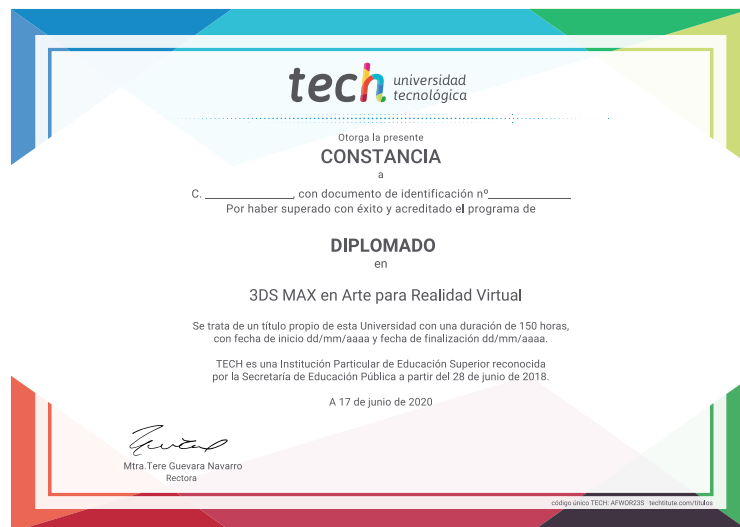 tech universidad
tecnológica
Otorga la presente
CONSTANCIA
a
C. ______________, con documento de identificación nº______________
Por haber superado con éxito y acreditado el programa de
DIPLOMADO
en
3DS MAX en Arte para Realidad Virtual
Se trata de un título propio de esta Universidad con una duración de 150 horas,
con fecha de inicio dd/mm/aaaa y fecha de finalización dd/mm/aaaa.
TECH es una Institución Particular de Educación Superior reconocida
por la Secretaría de Educación Pública a partir del 28 de junio de 2018.
A 17 de junio de 2020
Mtra.Tere Guevara Navarro
Rectora
código único TECH: AFWOR23S techtitute.com/títulos